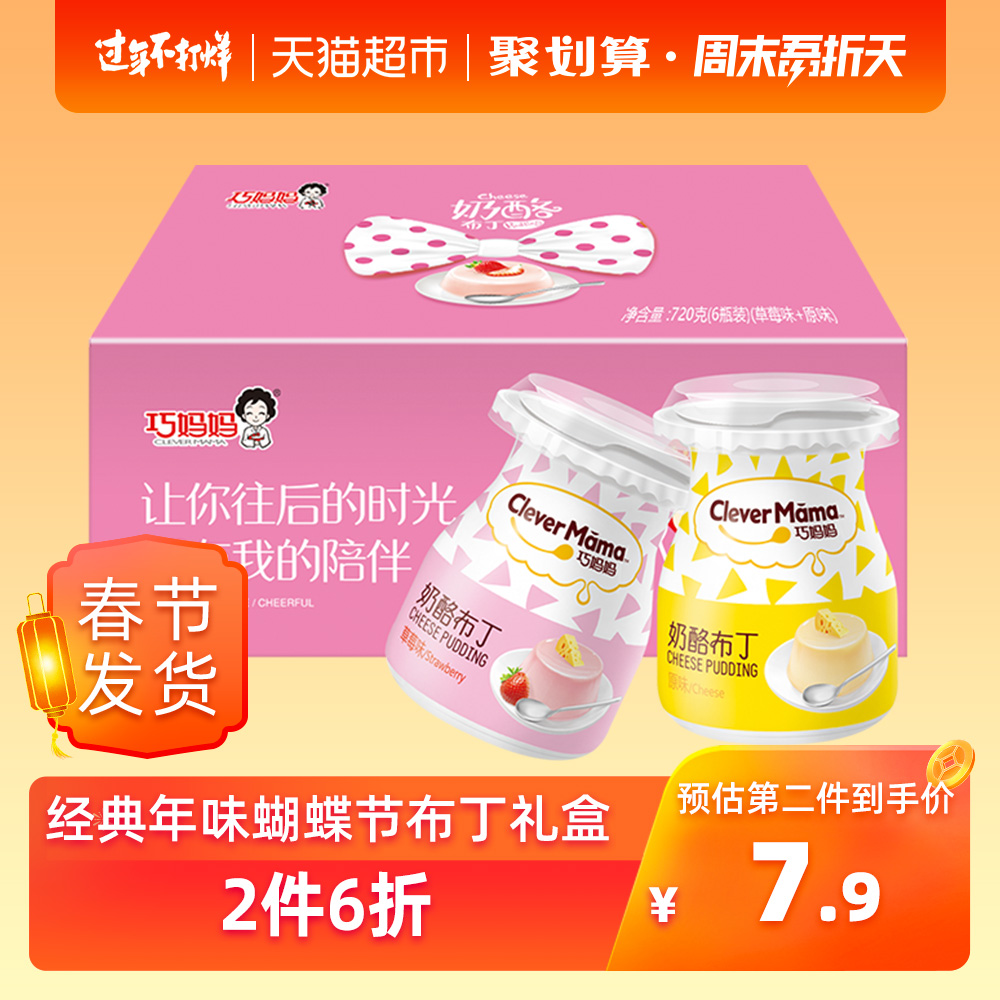 过年不打烊 天猫超市 聚划算·周末吾折天
巧妈妈
Cheese
奶酪
布丁
净含量:720克(6瓶装)(草莓味+原味)
巧妈妈
CLEVER MAMA
让你往后的时光
我的陪伴
/ CHEERFUL
Clever Māma
巧妈妈
奶酪布丁
CHEESE PUDDING
草莓味/Strawberry
Clever Māma
巧妈妈
奶酪布丁
CHEESE PUDDING
原味/Cheese
春节
发货
经典年味蝴蝶节布丁礼盒
2件6折
预估第二件到手价
¥7.9